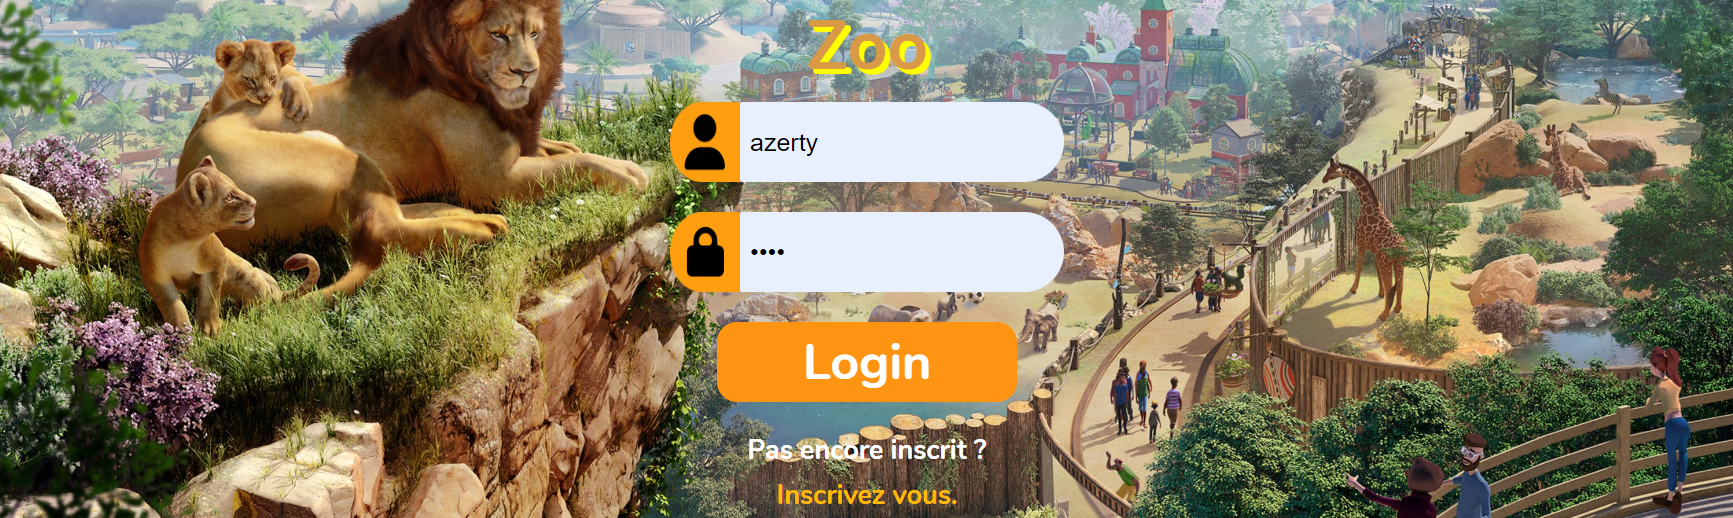 Zoo
azerty
••••
Login
Pas encore inscrit ?
Inscrivez vous.